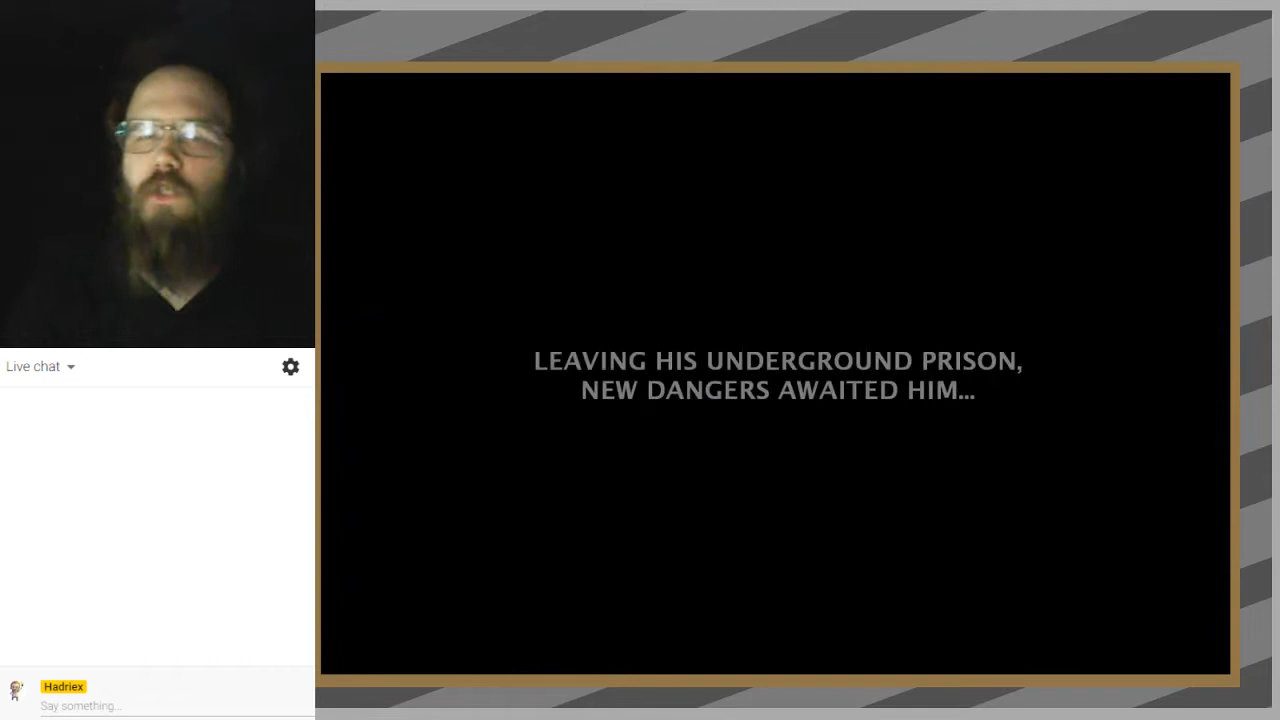 Live chat
Hadriex
Say something...
LEAVING HIS UNDERGROUND PRISON,
NEW DANGERS AWAITED HIM...